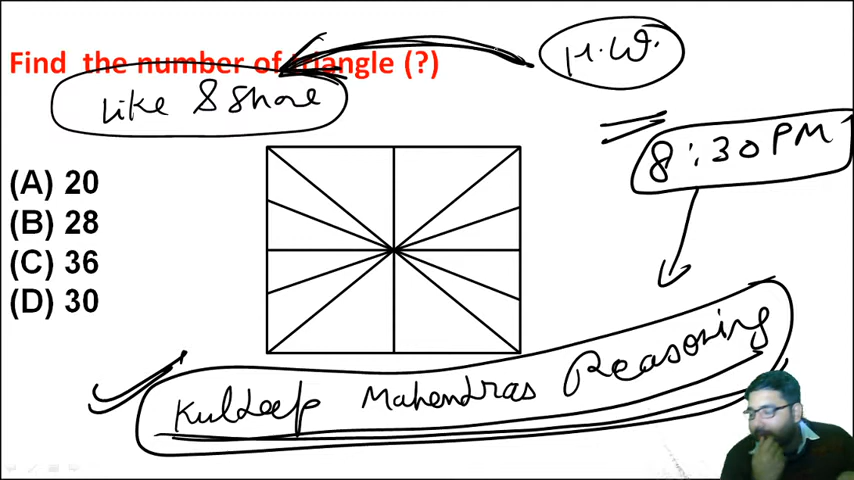 Find the number of triangle (?)
H.W.
Like & Share
8:30 PM
(A) 20
(B) 28
(C) 36
(D) 30
Kuldeep Mahendras Reasoning